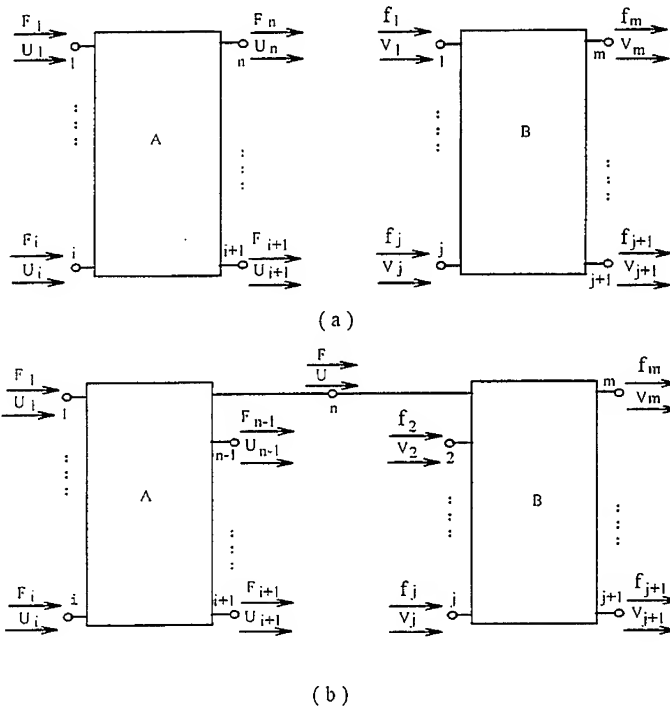 F1 Fn f1 fm
U1 1 n Un V1 1 m Vm
A B
Fi i i+1 Fi+1 fj j fj+1
Ui Ui+1 Vj j+1 Vj+1
(a)
F
F1 U m fm
U1 1 n Vm
Fn-1 f2
n-1 Un-1 V2 2
A B
Fi i i+1 Fi+1 fj j j+1 fj+1
Ui Ui+1 Vj Vj+1
(b)